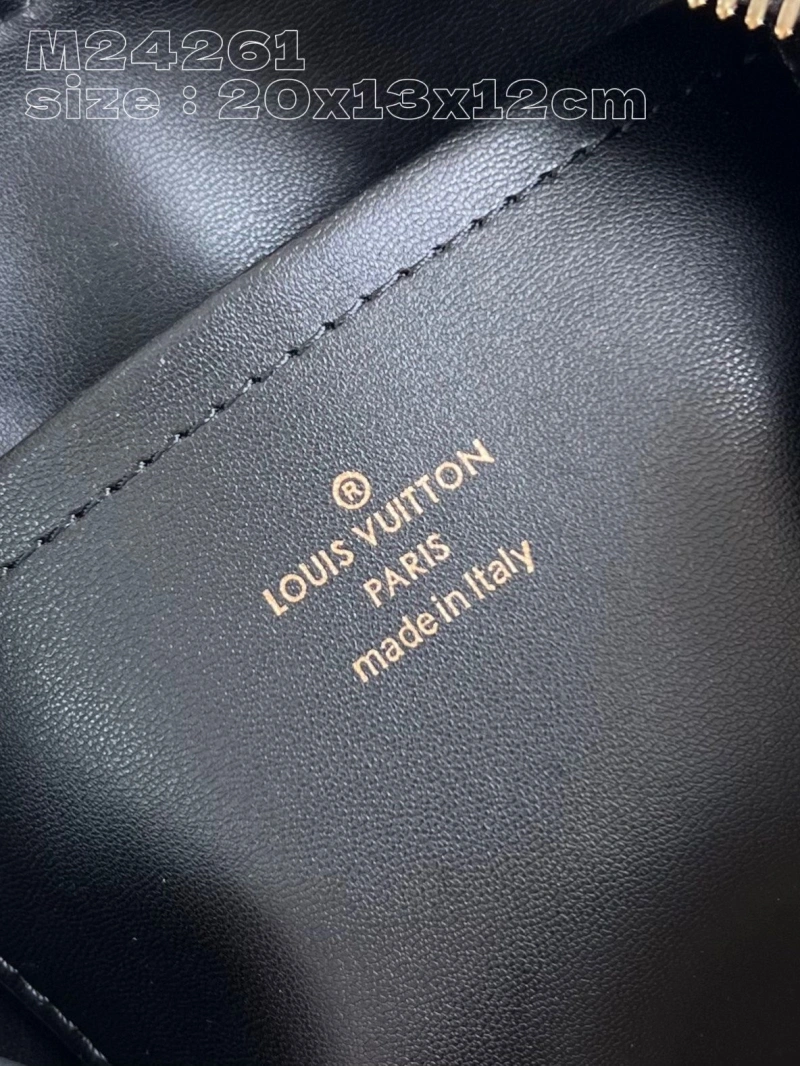 M24261
size : 20x13x12cm
®
LOUIS VUITTON
PARIS
made in Italy